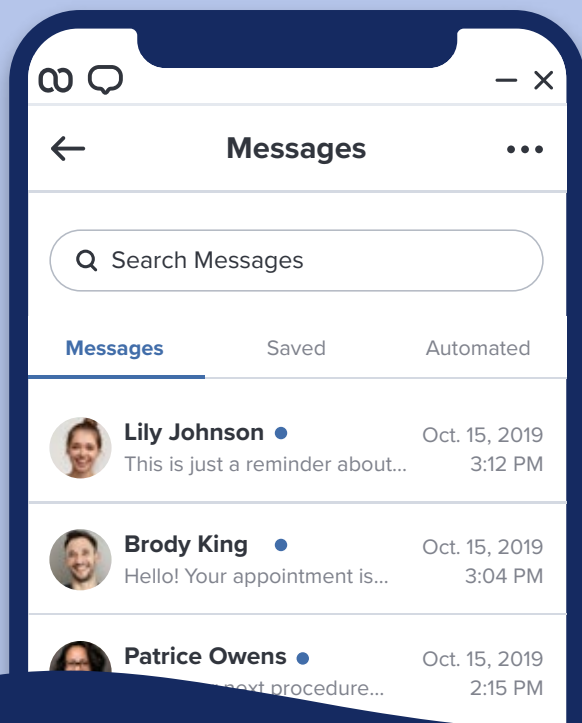 Messages
Search Messages
Messages Saved Automated
Lily Johnson Oct. 15, 2019
This is just a reminder about... 3:12 PM
Brody King Oct. 15, 2019
Hello! Your appointment is... 3:04 PM
Patrice Owens Oct. 15, 2019
next procedure... 2:15 PM